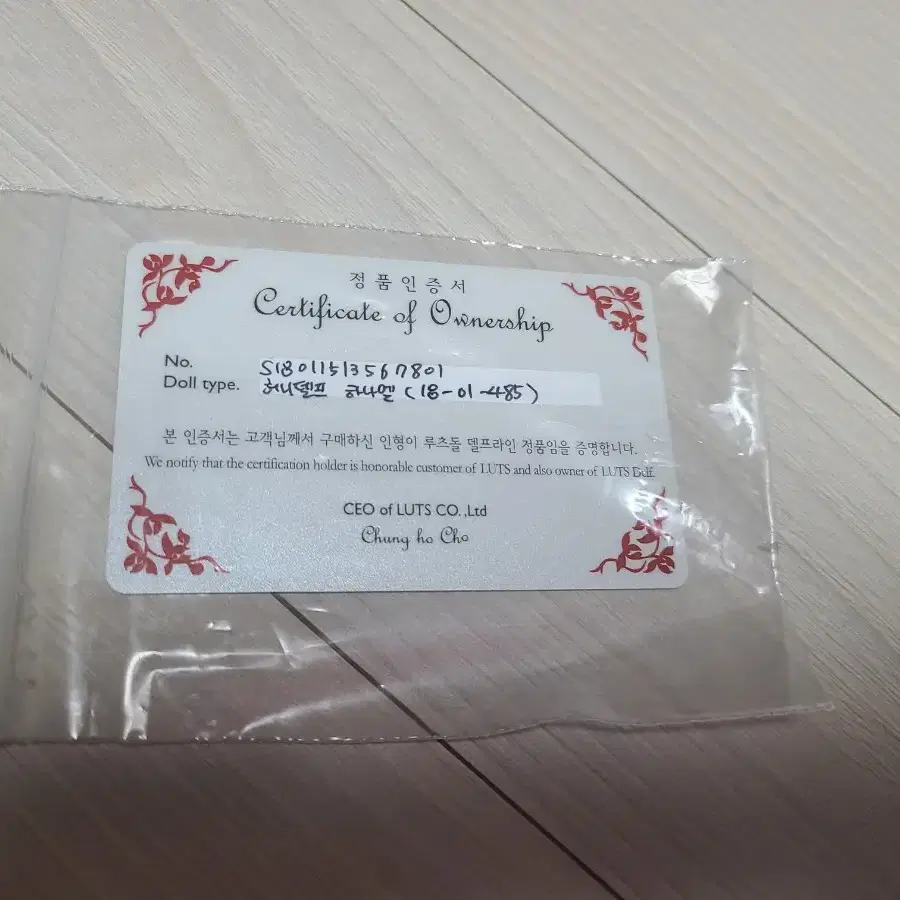 정품인증서
Certificate of Ownership
No. S18011513567801
Doll type. 허니델프 하나엘 (18-01-485)
본 인증서는 고객님께서 구매하신 인형이 루츠돌 델프라인 정품임을 증명합니다.
We notify that the certification holder is honorable customer of LUTS and also owner of LUTS Delf.
CEO of LUTS CO.,Ltd
Chung ho Cho